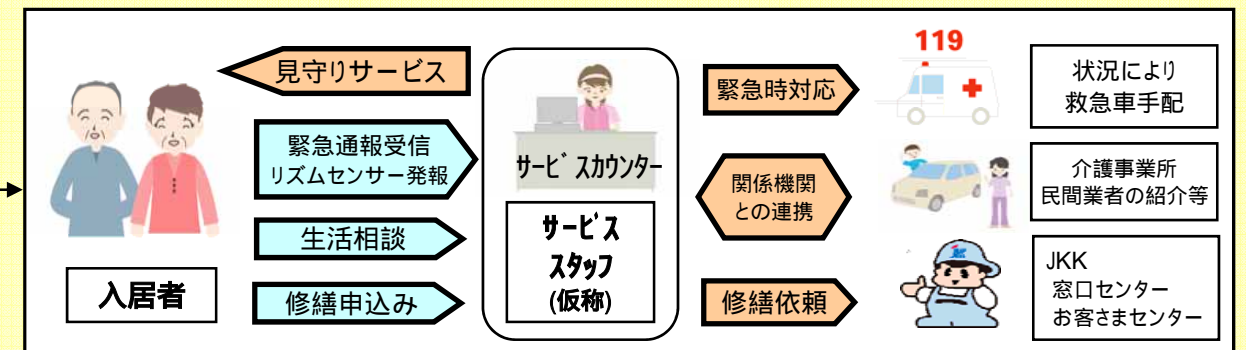 見守りサービス
緊急通報受信
リズムセンサー発報
生活相談
修繕申込み
入居者
サービスカウンター
サービス
スタッフ
(仮称)
緊急時対応
関係機関
との連携
修繕依頼
119
状況により
救急車手配
介護事業所
民間業者の紹介等
JKK
窓口センター
お客さまセンター